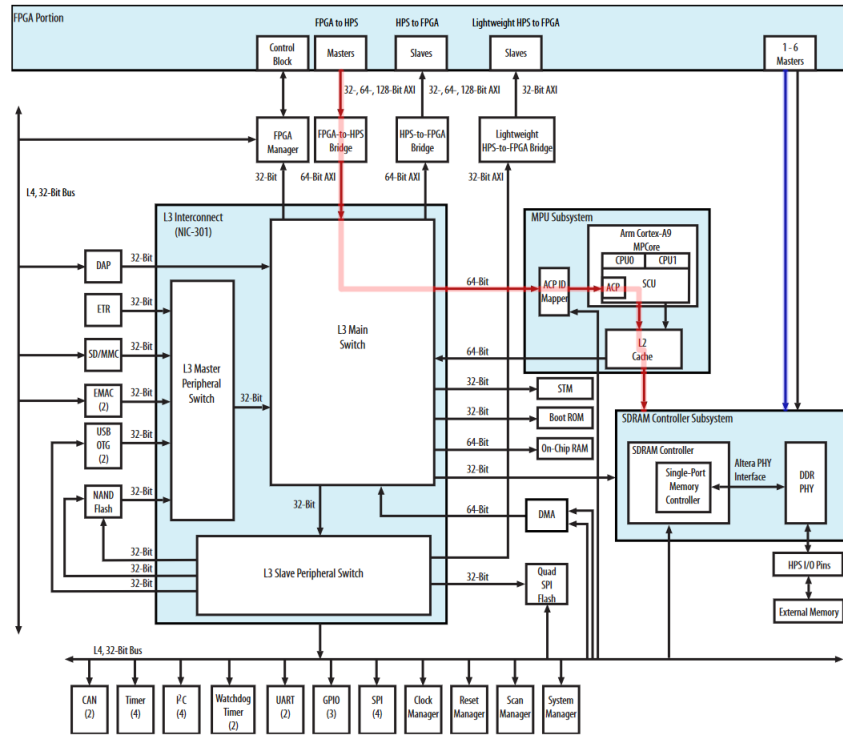 FPGA Portion
FPGA to HPS
HPS to FPGA
Lightweight HPS to FPGA
Control
Block
Masters
Slaves
Slaves
1 - 6
Masters
32-, 64-, 128-Bit AXI
32-, 64-, 128-Bit AXI
32-Bit AXI
FPGA
Manager
FPGA-to-HPS
Bridge
HPS-to-FPGA
Bridge
Lightweight
HPS-to-FPGA Bridge
L4, 32-Bit Bus
32-Bit
64-Bit AXI
64-Bit AXI
32-Bit AXI
L3 Interconnect
(NIC-301)
MPU Subsystem
Arm Cortex-A9
MPCore
CPU0
CPU1
ACP
SCU
ACP ID
Mapper
L2
Cache
DAP
32-Bit
ETR
32-Bit
SD/MMC
32-Bit
EMAC
(2)
32-Bit
USB
OTG
(2)
32-Bit
NAND
Flash
32-Bit
L3 Master
Peripheral
Switch
32-Bit
L3 Main
Switch
64-Bit
64-Bit
32-Bit
STM
32-Bit
Boot ROM
64-Bit
On-Chip RAM
32-Bit
64-Bit
DMA
SDRAM Controller Subsystem
SDRAM Controller
Single-Port
Memory
Controller
Altera PHY
Interface
DDR
PHY
HPS I/O Pins
External Memory
32-Bit
32-Bit
32-Bit
32-Bit
L3 Slave Peripheral Switch
32-Bit
Quad
SPI
Flash
L4, 32-Bit Bus
CAN
(2)
Timer
(4)
I²C
(4)
Watchdog
Timer
(2)
UART
(2)
GPIO
(3)
SPI
(4)
Clock
Manager
Reset
Manager
Scan
Manager
System
Manager